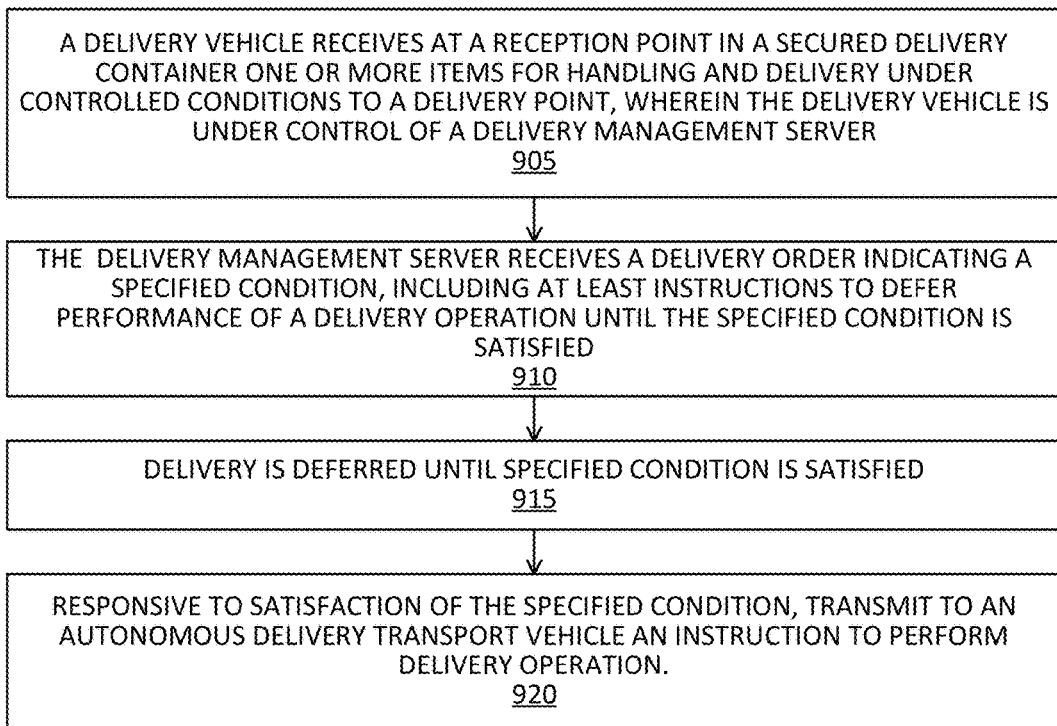 A DELIVERY VEHICLE RECEIVES AT A RECEPTION POINT IN A SECURED DELIVERY
CONTAINER ONE OR MORE ITEMS FOR HANDLING AND DELIVERY UNDER
CONTROLLED CONDITIONS TO A DELIVERY POINT, WHEREIN THE DELIVERY VEHICLE IS
UNDER CONTROL OF A DELIVERY MANAGEMENT SERVER
905
THE DELIVERY MANAGEMENT SERVER RECEIVES A DELIVERY ORDER INDICATING A
SPECIFIED CONDITION, INCLUDING AT LEAST INSTRUCTIONS TO DEFER
PERFORMANCE OF A DELIVERY OPERATION UNTIL THE SPECIFIED CONDITION IS
SATISFIED
910
DELIVERY IS DEFERRED UNTIL SPECIFIED CONDITION IS SATISFIED
915
RESPONSIVE TO SATISFACTION OF THE SPECIFIED CONDITION, TRANSMIT TO AN
AUTONOMOUS DELIVERY TRANSPORT VEHICLE AN INSTRUCTION TO PERFORM
DELIVERY OPERATION.
920